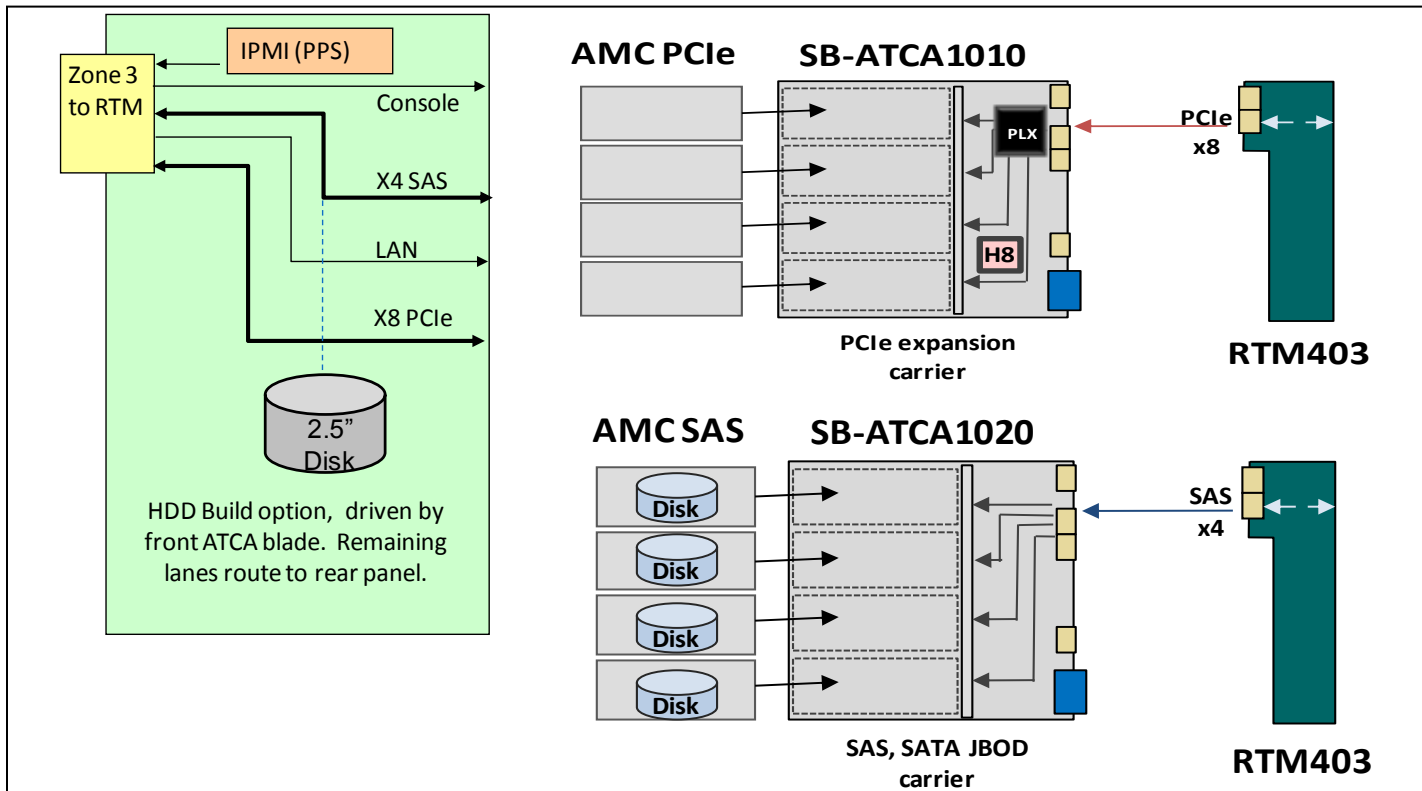 IPMI (PPS)
Zone 3
to RTM
Console
X4 SAS
LAN
X8 PCIe
2.5”
Disk
HDD Build option, driven by
front ATCA blade. Remaining
lanes route to rear panel.
AMC PCIe
SB-ATCA1010
PLX
H8
PCIe
x8
PCIe expansion
carrier
RTM403
AMC SAS
SB-ATCA1020
Disk
Disk
Disk
Disk
SAS
x4
SAS, SATA JBOD
carrier
RTM403